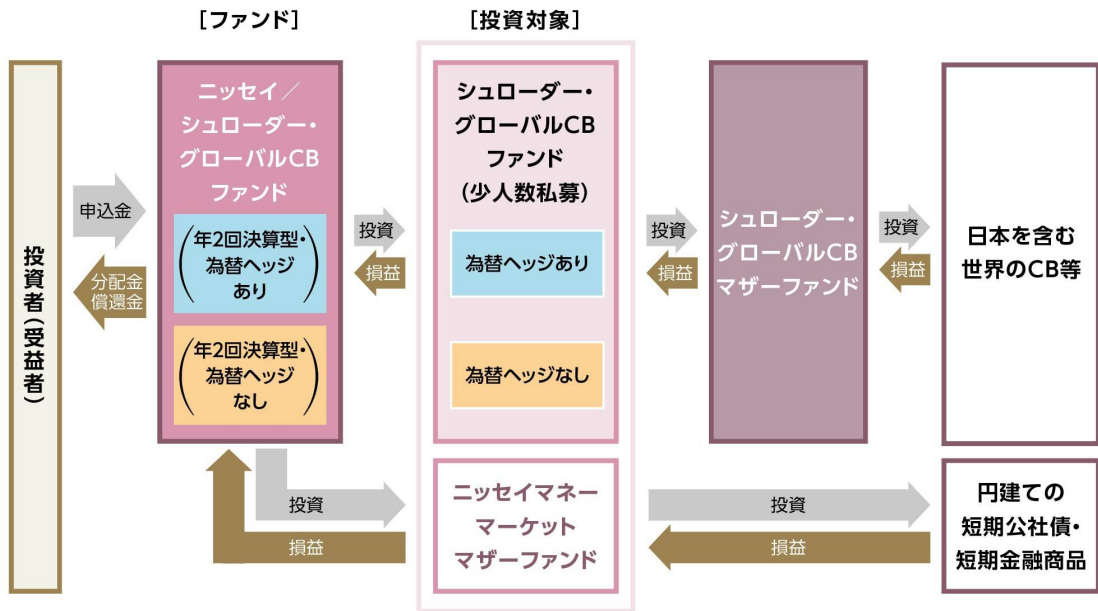 ［ファンド］
［投資対象］
投資者（受益者）
申込金
分配金
償還金
ニッセイ／
シュローダー・
グローバルCB
ファンド
（年2回決算型・
為替ヘッジ
あり）
（年2回決算型・
為替ヘッジ
なし）
投資
損益
シュローダー・
グローバルCB
ファンド
（少人数私募）
為替ヘッジあり
為替ヘッジなし
投資
損益
シュローダー・
グローバルCB
マザーファンド
投資
損益
日本を含む
世界のCB等
投資
損益
ニッセイマネー
マーケット
マザーファンド
投資
損益
円建ての
短期公社債・
短期金融商品